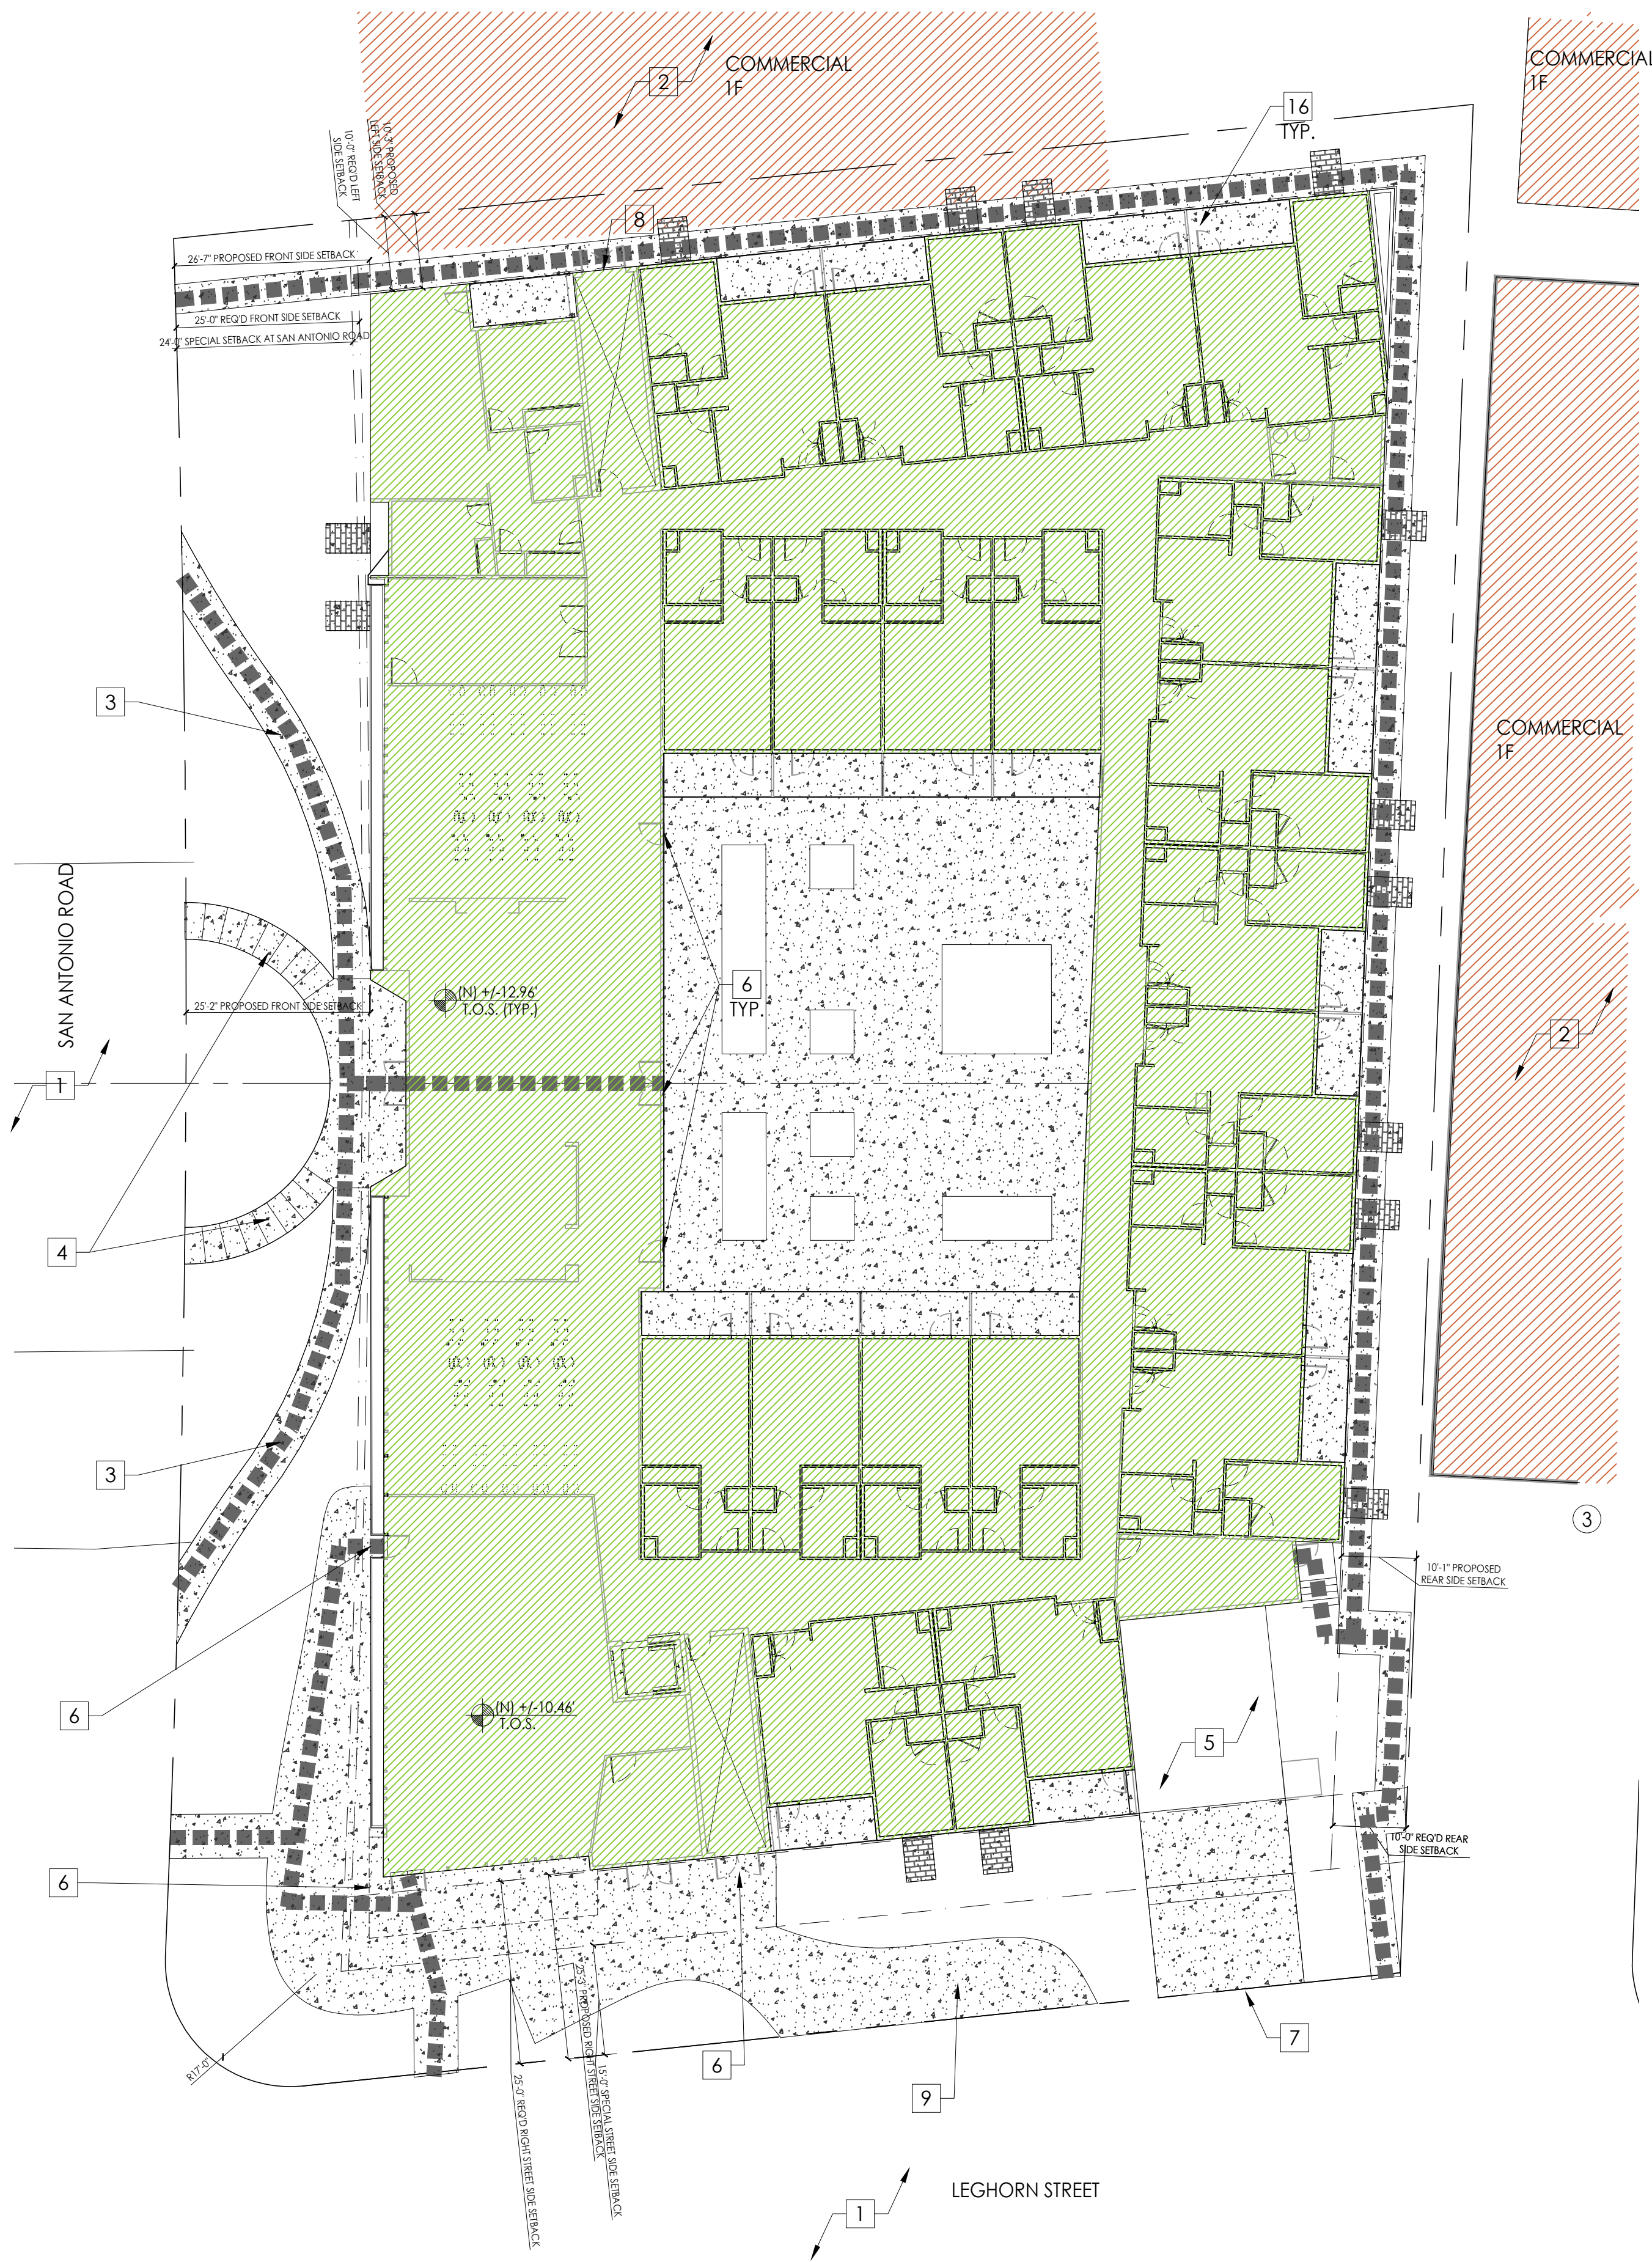 COMMERCIAL
1F
2
COMMERCIAL
1F
16
TYP.
10'-3" PROPOSED
LEFT SIDE SETBACK
10'-0" REQ'D LEFT
SIDE SETBACK
8
26'-7" PROPOSED FRONT SIDE SETBACK
25'-0" REQ'D FRONT SIDE SETBACK
24'-0" SPECIAL SETBACK AT SAN ANTONIO ROAD
3
COMMERCIAL
1F
SAN ANTONIO ROAD
(N) +/-12.96'
T.O.S. (TYP.)
6
TYP.
25'-2" PROPOSED FRONT SIDE SETBACK
2
1
4
3
3
10'-1" PROPOSED
REAR SIDE SETBACK
6
(N) +/-10.46'
T.O.S.
5
10'-0" REQ'D REAR
SIDE SETBACK
6
R17'-0"
25'-0" REQ'D RIGHT STREET SIDE SETBACK
25'-3" PROPOSED RIGHT STREET SIDE SETBACK
15'-0" SPECIAL STREET SIDE SETBACK
6
7
9
LEGHORN STREET
1